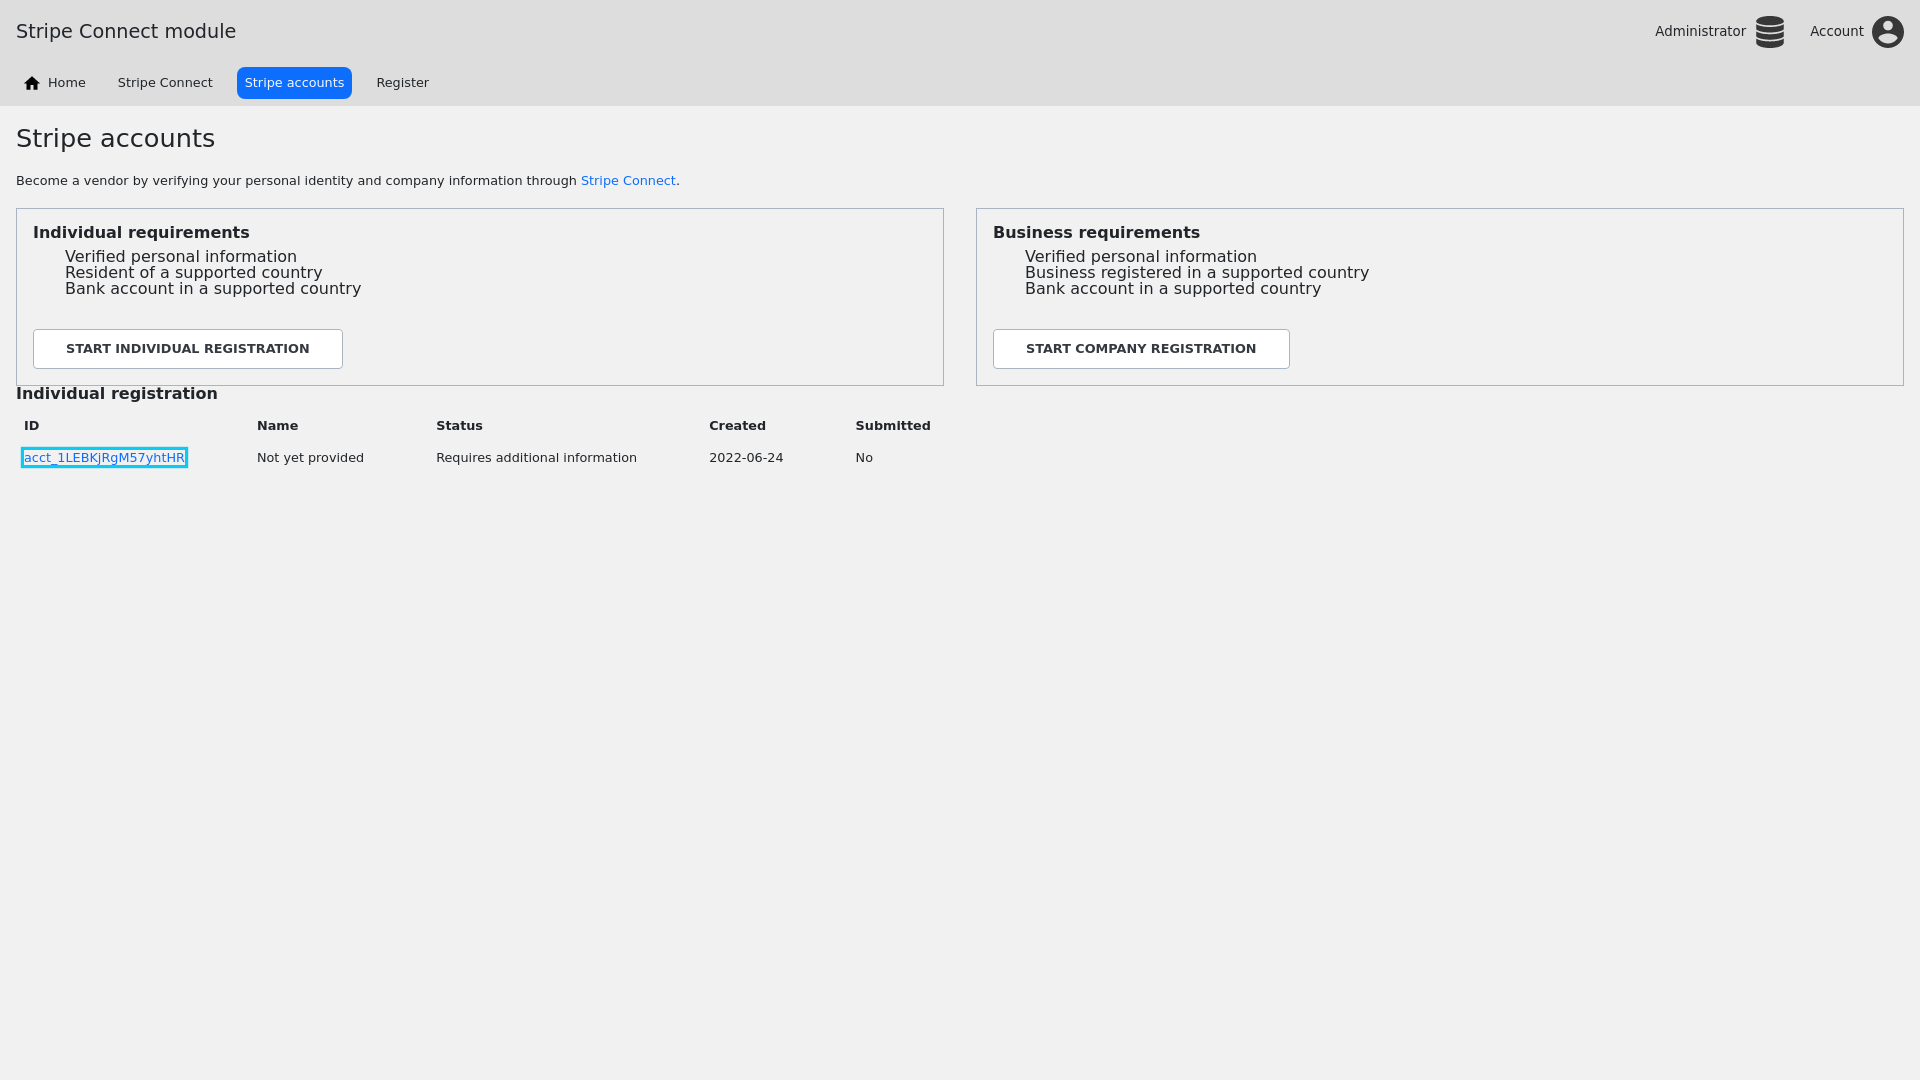 Stripe Connect module
Administrator
Account
Home
Stripe Connect
Stripe accounts
Register
Stripe accounts
Become a vendor by verifying your personal identity and company information through Stripe Connect.
Individual requirements
Verified personal information
Resident of a supported country
Bank account in a supported country
START INDIVIDUAL REGISTRATION
Business requirements
Verified personal information
Business registered in a supported country
Bank account in a supported country
START COMPANY REGISTRATION
Individual registration
ID Name Status Created Submitted
acct_1LEBKjRgM57yhtHR Not yet provided Requires additional information 2022-06-24 No